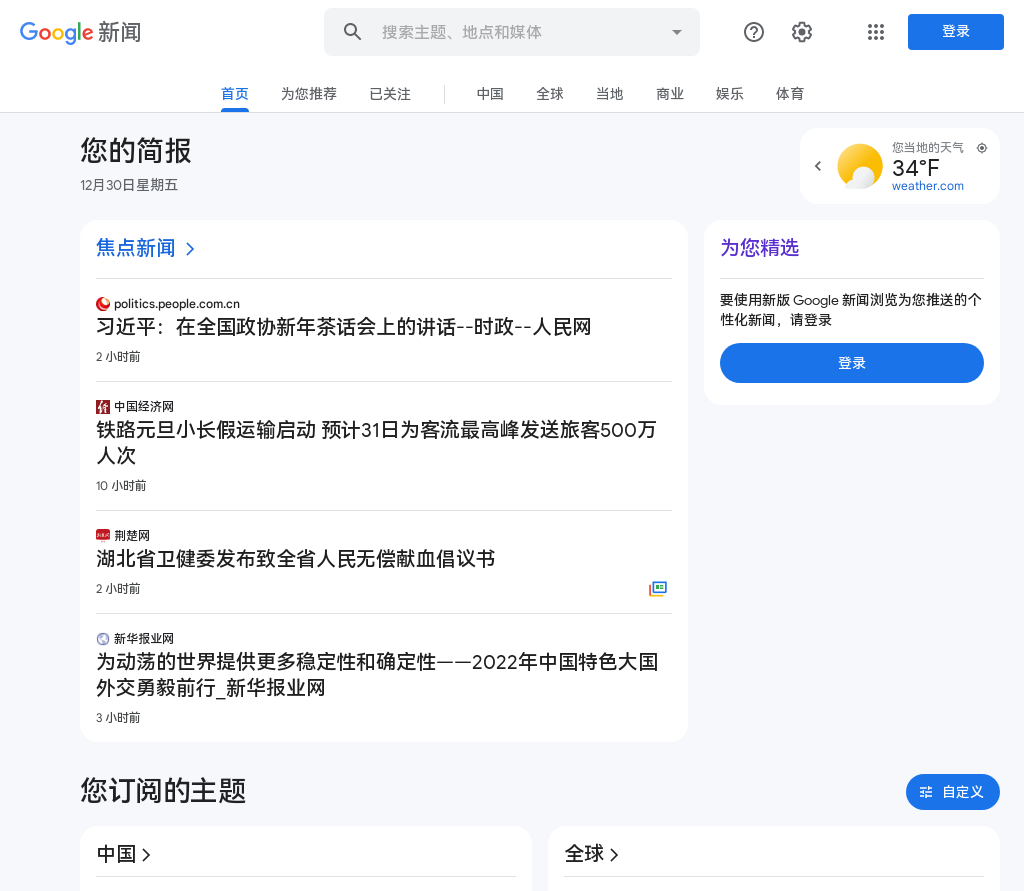 Google 新闻
搜索主题、地点和媒体
登录
首页 为您推荐 已关注 中国 全球 当地 商业 娱乐 体育
您的简报
12月30日星期五
您当地的天气
34°F
weather.com
焦点新闻
politics.people.com.cn
习近平：在全国政协新年茶话会上的讲话--时政--人民网
2 小时前
中国经济网
铁路元旦小长假运输启动 预计31日为客流最高峰发送旅客500万
人次
10 小时前
荆楚网
湖北省卫健委发布致全省人民无偿献血倡议书
2 小时前
新华报业网
为动荡的世界提供更多稳定性和确定性——2022年中国特色大国
外交勇毅前行_新华报业网
3 小时前
为您精选
要使用新版 Google 新闻浏览为您推送的个
性化新闻，请登录
登录
您订阅的主题
自定义
中国
全球